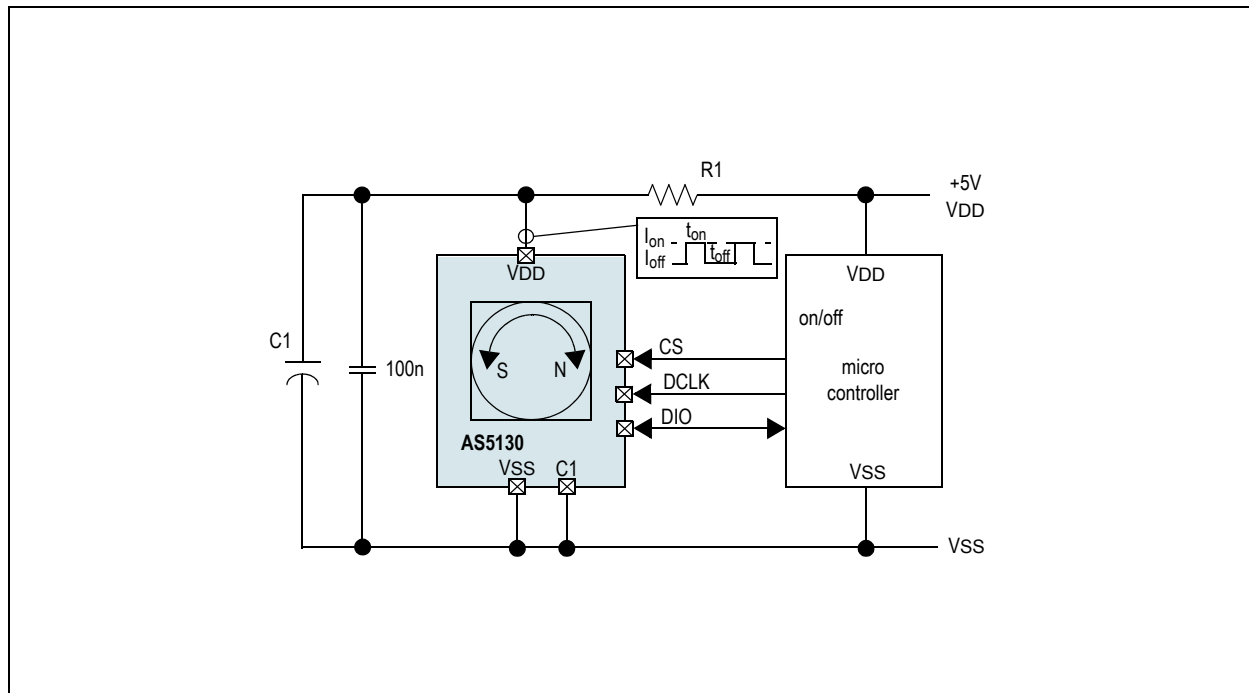 R1
+5V
VDD
Ion
ton
Ioff
toff
VDD
VDD
on/off
C1
100n
S
N
CS
micro
controller
DCLK
DIO
AS5130
VSS
C1
VSS
VSS